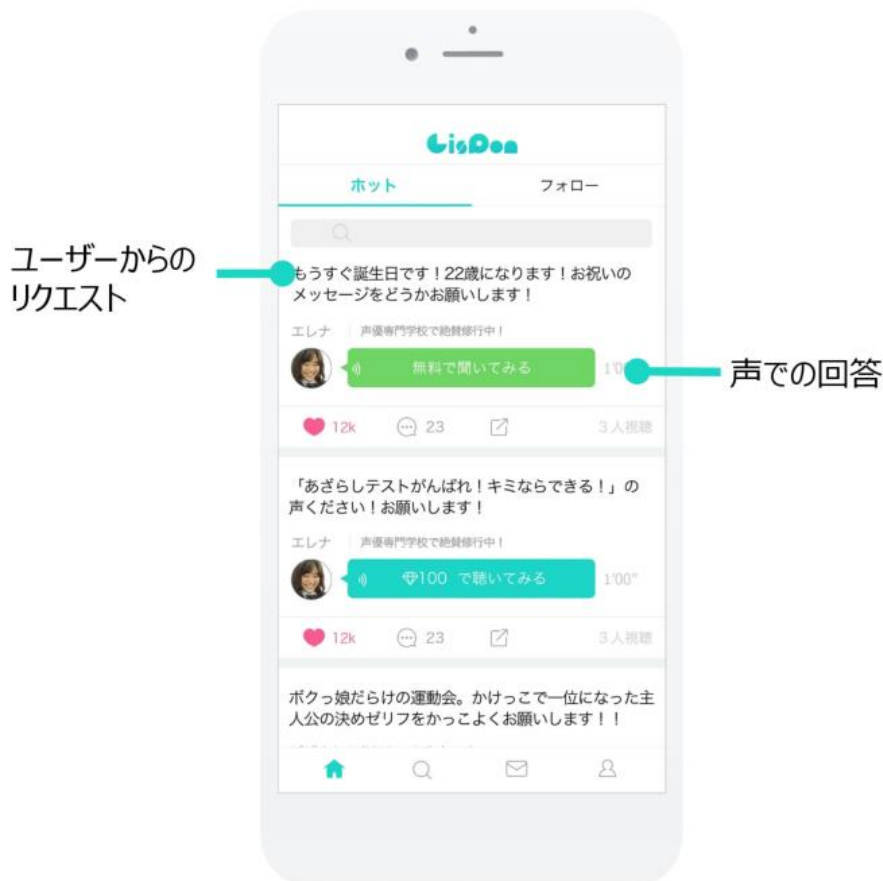 LisDon
ホット
フォロー
ユーザーからの
リクエスト
もうすぐ誕生日です！22歳になります！お祝いの
メッセージをどうかお願いします！
エレナ
声優専門学校で絶賛修行中！
無料で聞いてみる
声での回答
12k
23
3人視聴
「あざらしテストがんばれ！キミならできる！」の
声ください！お願いします！
エレナ
声優専門学校で絶賛修行中！
100 で聴いてみる
1'00"
12k
23
3人視聴
ボクっ娘だらけの運動会。かけっこで一位になった主
人公の決めゼリフをかっこよくお願いします！！